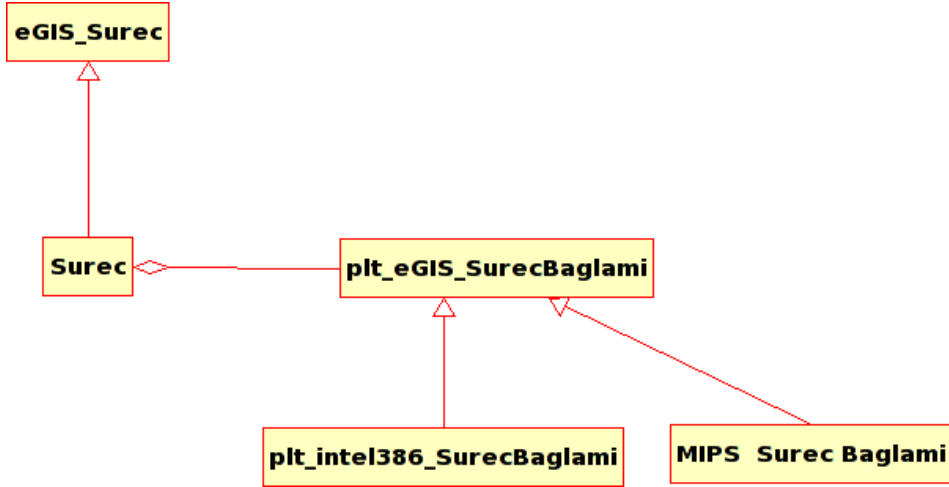 eGIS_Surec
Surec
plt_eGIS_SurecBaglami
plt_intel386_SurecBaglami
MIPS  Surec Baglami